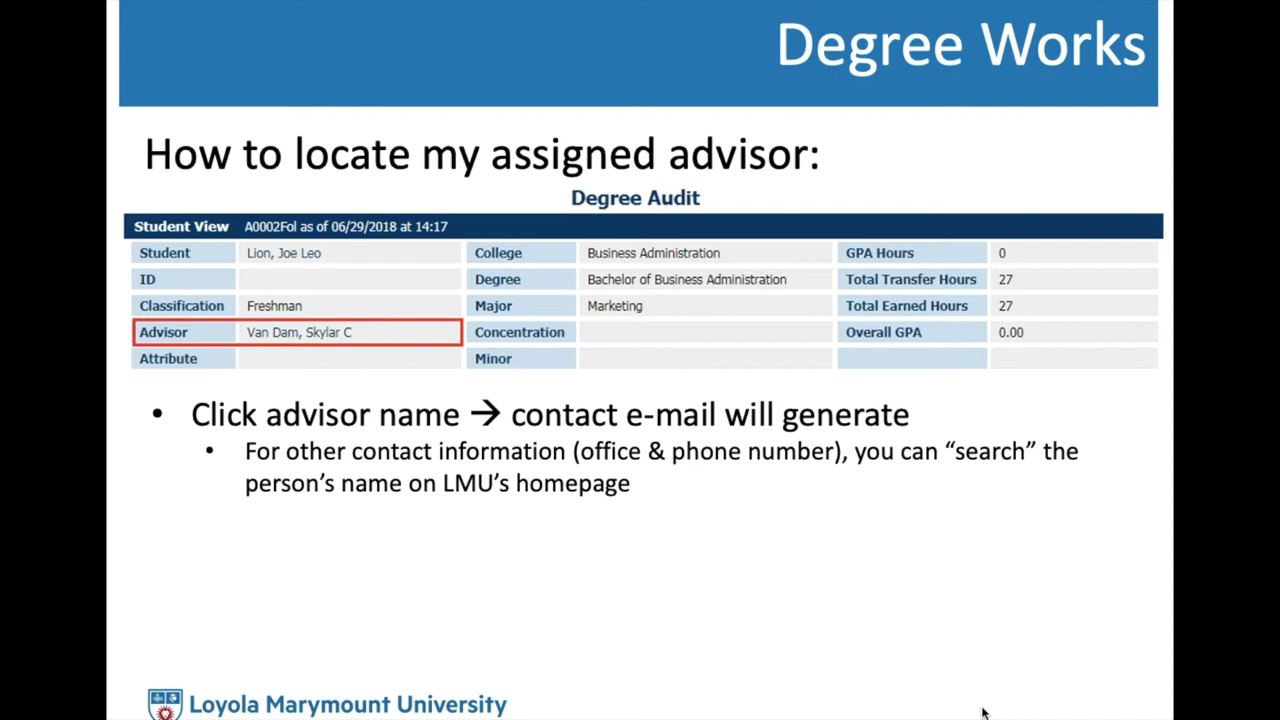 Degree Works
How to locate my assigned advisor:
Degree Audit
Student View A0002Fol as of 06/29/2018 at 14:17
Student Lion, Joe Leo College Business Administration GPA Hours 0
ID Degree Bachelor of Business Administration Total Transfer Hours 27
Classification Freshman Major Marketing Total Earned Hours 27
Advisor Van Dam, Skylar C Concentration Overall GPA 0.00
Attribute Minor
• Click advisor name → contact e-mail will generate
• For other contact information (office & phone number), you can “search” the
person’s name on LMU’s homepage
Loyola Marymount University